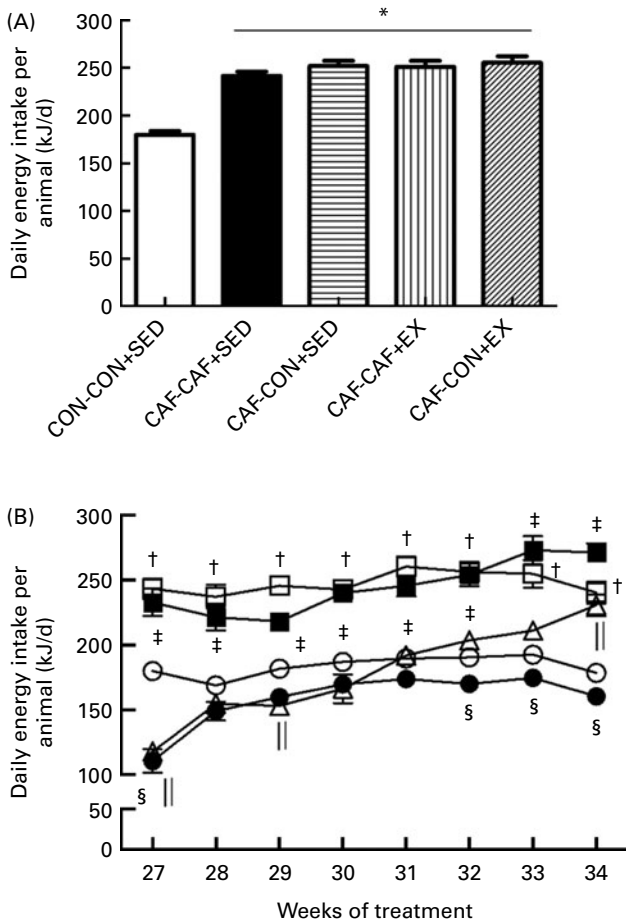 (A)
*
Daily energy intake per
animal (kJ/d)
300
250
200
150
100
50
0
CON-CON+SED
CAF-CAF+SED
CAF-CON+SED
CAF-CAF+EX
CAF-CON+EX
(B)
Daily energy intake per
animal (kJ/d)
300
250
200
150
100
50
0
† † † † † † ‡ ‡
† †
‡ ‡ ‡ ‡ ‡ ‡
||
||
§ § §
§ ||
27 28 29 30 31 32 33 34
Weeks of treatment